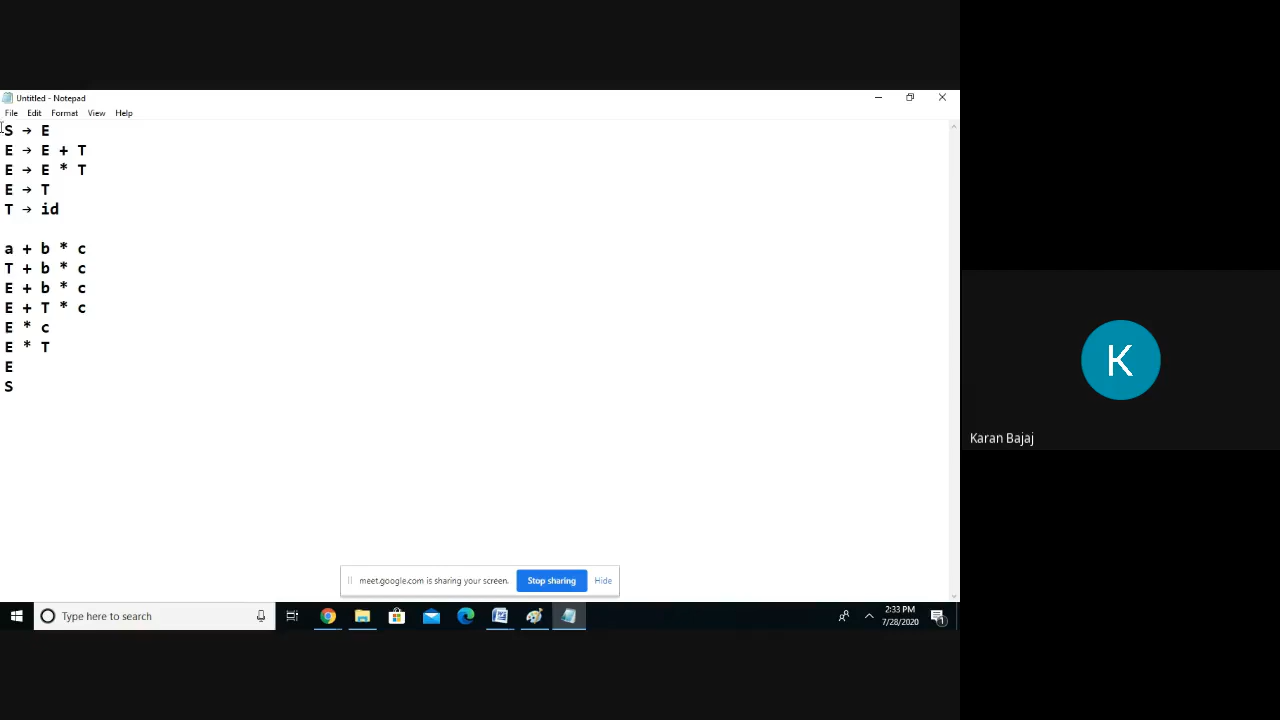 Untitled - Notepad
File Edit Format View Help
S → E
E → E + T
E → E * T
E → T
T → id
a + b * c
T + b * c
E + b * c
E + T * c
E * c
E * T
E
S
K
Karan Bajaj
meet.google.com is sharing your screen. Stop sharing Hide
Type here to search
2:33 PM
7/28/2020
1